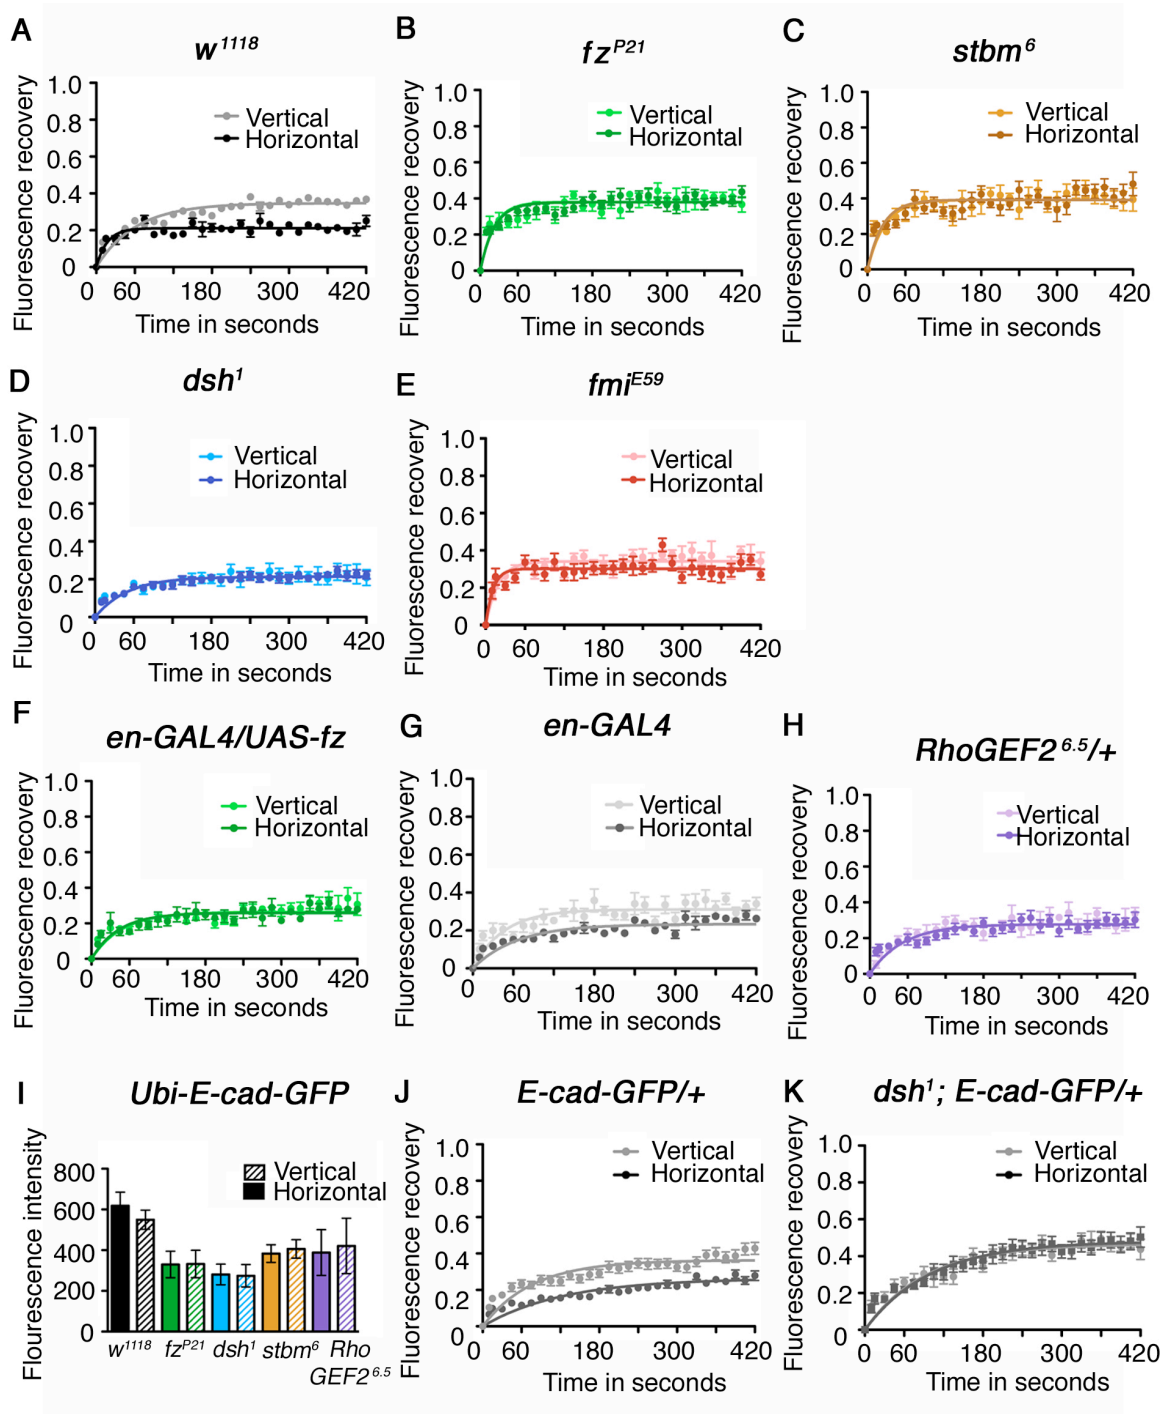 A
w1118
Fluorescence recovery
1.0
0.8
0.6
0.4
0.2
0
Vertical
Horizontal
0 60 180 300 420
Time in seconds
B
fzP21
Fluorescence recovery
1.0
0.8
0.6
0.4
0.2
0
Vertical
Horizontal
0 60 180 300 420
Time in seconds
C
stbm6
Fluorescence recovery
1.0
0.8
0.6
0.4
0.2
0
Vertical
Horizontal
0 60 180 300 420
Time in seconds
D
dsh1
Fluorescence recovery
1.0
0.8
0.6
0.4
0.2
0
Vertical
Horizontal
0 60 180 300 420
Time in seconds
E
fmiE59
Fluorescence recovery
1.0
0.8
0.6
0.4
0.2
0
Vertical
Horizontal
0 60 180 300 420
Time in seconds
F
en-GAL4/UAS-fz
Fluorescence recovery
1.0
0.8
0.6
0.4
0.2
0
Vertical
Horizontal
0 60 180 300 420
Time in seconds
G
en-GAL4
Fluorescence recovery
1.0
0.8
0.6
0.4
0.2
0
Vertical
Horizontal
0 60 180 300 420
Time in seconds
H
RhoGEF2 6.5/+
Fluorescence recovery
1.0
0.8
0.6
0.4
0.2
0
Vertical
Horizontal
0 60 180 300 420
Time in seconds
I
Ubi-E-cad-GFP
Flourescence intensity
800
600
400
200
0
Vertical
Horizontal
w1118 fzP21 dsh1 stbm6 Rho
GEF2 6.5
J
E-cad-GFP/+
Fluorescence recovery
1.0
0.8
0.6
0.4
0.2
0
Vertical
Horizontal
0 60 180 300 420
Time in seconds
K
dsh1; E-cad-GFP/+
Fluorescence recovery
1.0
0.8
0.6
0.4
0.2
0
Vertical
Horizontal
0 60 180 300 420
Time in seconds